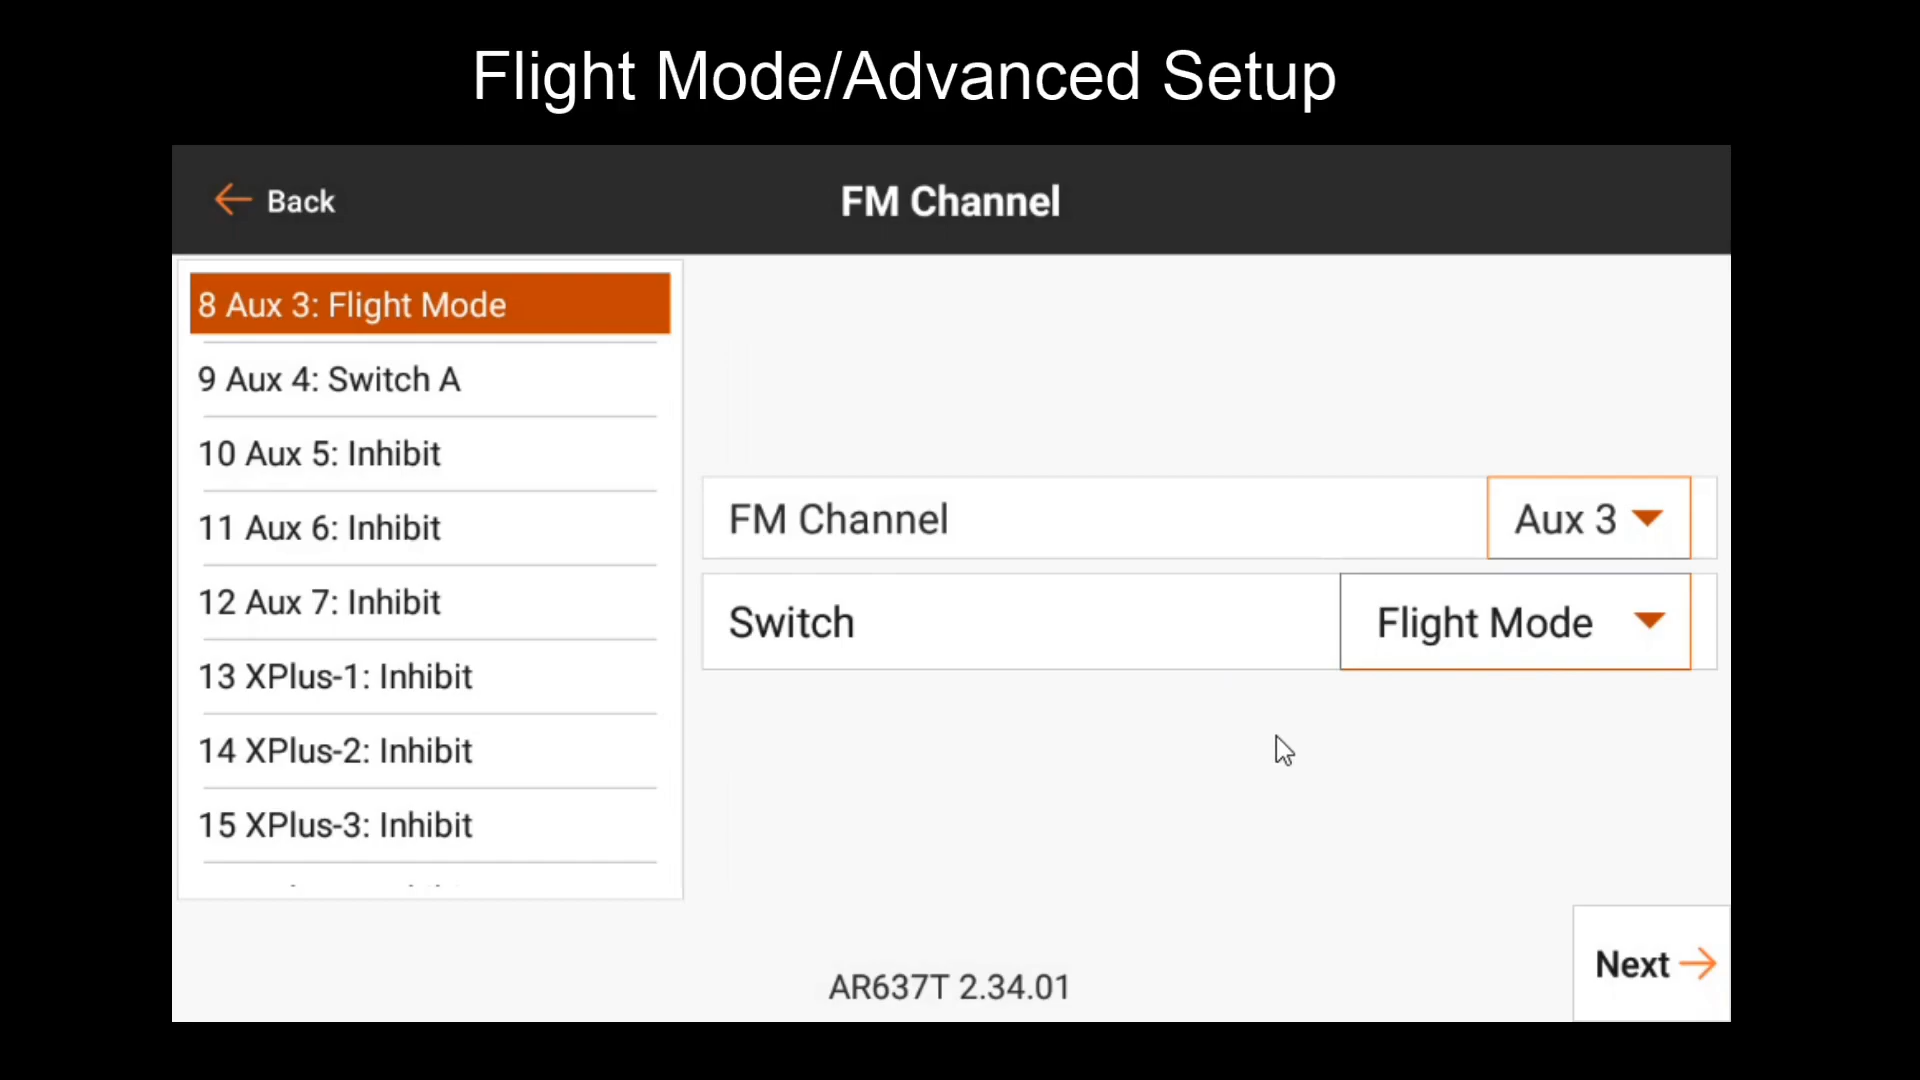 Flight Mode/Advanced Setup
Back
FM Channel
8 Aux 3: Flight Mode
9 Aux 4: Switch A
10 Aux 5: Inhibit
11 Aux 6: Inhibit
12 Aux 7: Inhibit
13 XPlus-1: Inhibit
14 XPlus-2: Inhibit
15 XPlus-3: Inhibit
FM Channel Aux 3
Switch Flight Mode
Next
AR637T 2.34.01